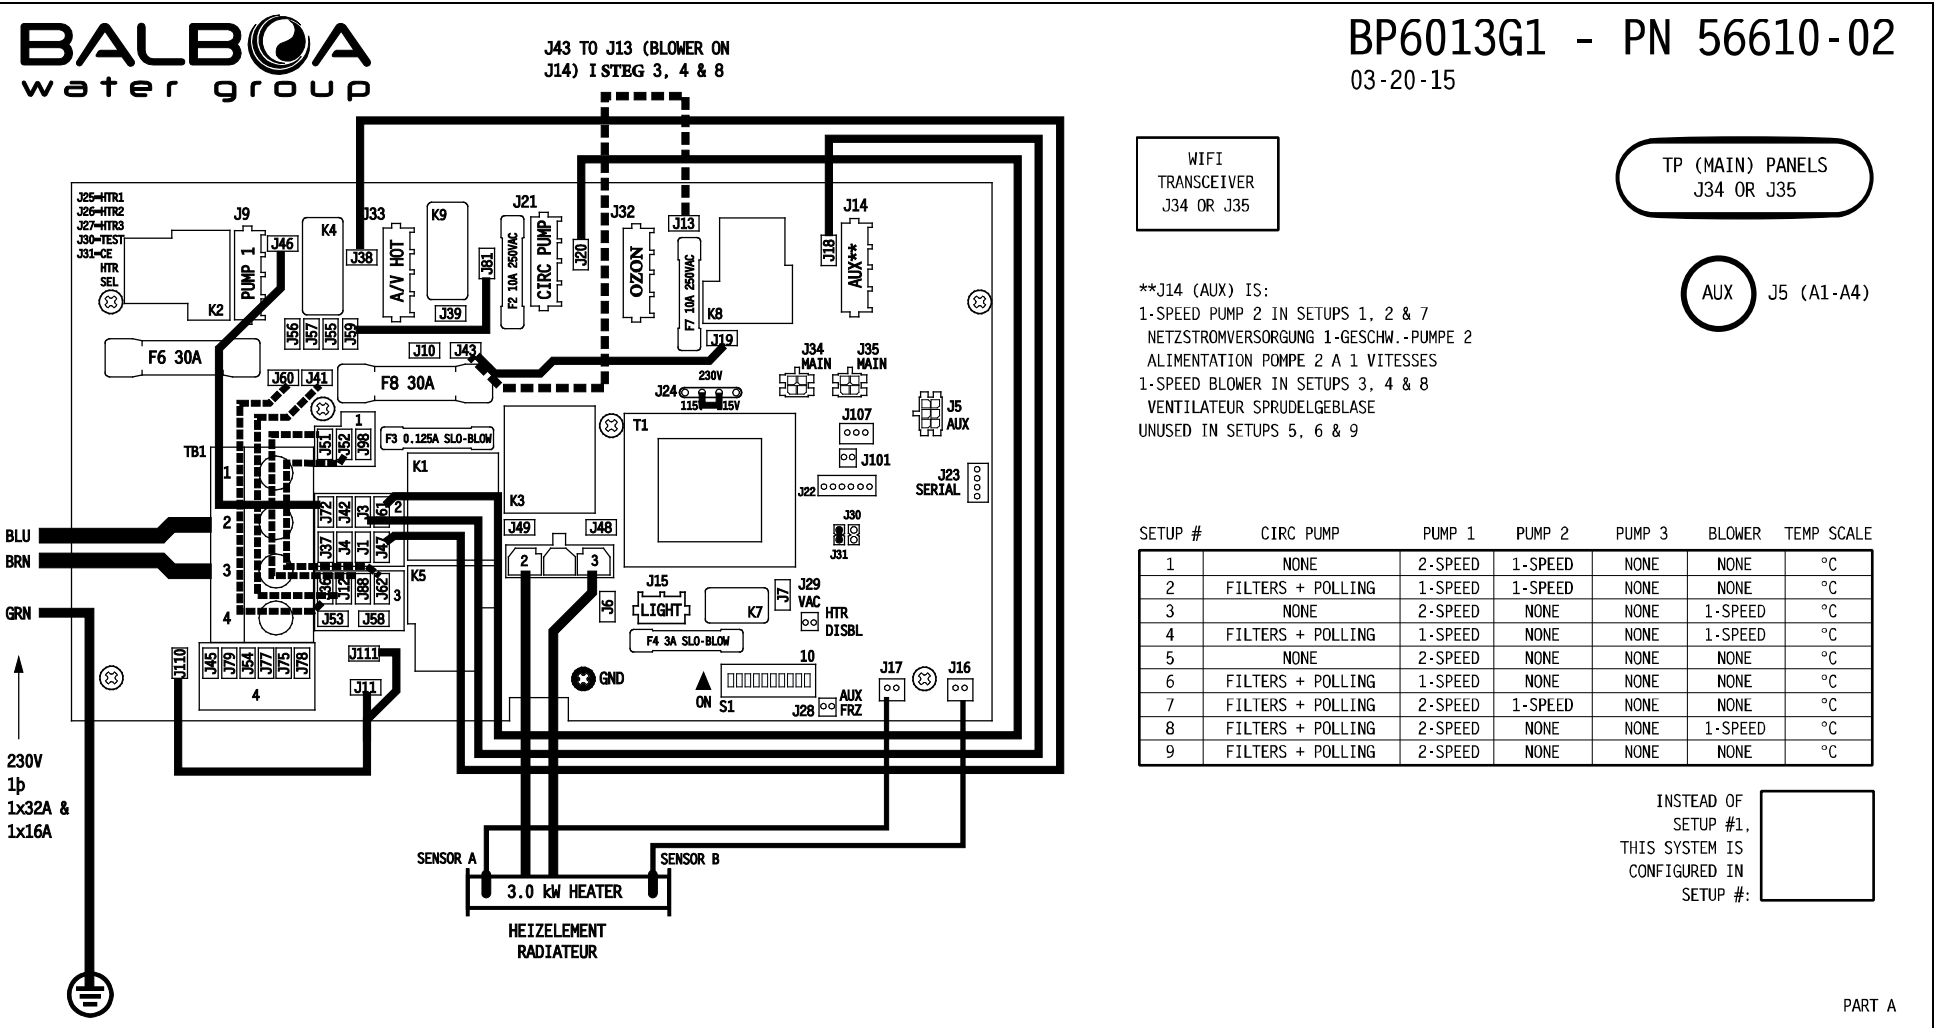 BALBOA
water group
J43 TO J13 (BLOWER ON
J14) I STEG 3, 4 & 8
BP6013G1 - PN 56610-02
03-20-15
WIFI
TRANSCEIVER
J34 OR J35
TP (MAIN) PANELS
J34 OR J35
AUX
J5 (A1-A4)
**J14 (AUX) IS:
1-SPEED PUMP 2 IN SETUPS 1, 2 & 7
NETZSTROMVERSORGUNG 1-GESCHW.-PUMPE 2
ALIMENTATION POMPE 2 A 1 VITESSES
1-SPEED BLOWER IN SETUPS 3, 4 & 8
VENTILATEUR SPRUDELGEBLASE
UNUSED IN SETUPS 5, 6 & 9
J25=HTR1
J26=HTR2
J27=HTR3
J30=TEST
J31=CE
HTR
SEL
J9
PUMP 1
K2
J46
K4
J33
J38
A/V HOT
K9
J39
J81
J21
F2 10A 250VAC
CIRC PUMP
J20
J32
OZON
J13
F7 10A 250VAC
K8
J19
J18
J14
AUX**
J56
J57
J55
J59
F6 30A
J10
J43
J60
J41
F8 30A
J24
230V
115V
115V
J34
MAIN
J35
MAIN
J5
AUX
J107
J101
J22
J23
SERIAL
J30
J31
TB1
1
2
3
4
1
J51
J52
J98
F3 0.125A SLO-BLOW
K1
K3
T1
J72
J42
J3
J61
2
J37
J4
J1
J47
J36
J12
J88
J62
3
J53
J58
K5
J49
J48
2
3
J6
J15
LIGHT
K7
J7
J29
VAC
HTR
DISBL
F4 3A SLO-BLOW
J110
J45
J79
J54
J77
J75
J78
4
J111
J11
GND
ON
S1
10
J28
AUX
FRZ
J17
J16
BLU
BRN
GRN
230V
1þ
1x32A &
1x16A
SENSOR A
SENSOR B
3.0 kW HEATER
HEIZELEMENT
RADIATEUR
SETUP # CIRC PUMP PUMP 1 PUMP 2 PUMP 3 BLOWER TEMP SCALE
1 NONE 2-SPEED 1-SPEED NONE NONE °C
2 FILTERS + POLLING 1-SPEED 1-SPEED NONE NONE °C
3 NONE 2-SPEED NONE NONE 1-SPEED °C
4 FILTERS + POLLING 1-SPEED NONE NONE 1-SPEED °C
5 NONE 2-SPEED NONE NONE NONE °C
6 FILTERS + POLLING 1-SPEED NONE NONE NONE °C
7 FILTERS + POLLING 2-SPEED 1-SPEED NONE NONE °C
8 FILTERS + POLLING 2-SPEED NONE NONE 1-SPEED °C
9 FILTERS + POLLING 2-SPEED NONE NONE NONE °C
INSTEAD OF
SETUP #1,
THIS SYSTEM IS
CONFIGURED IN
SETUP #:
PART A